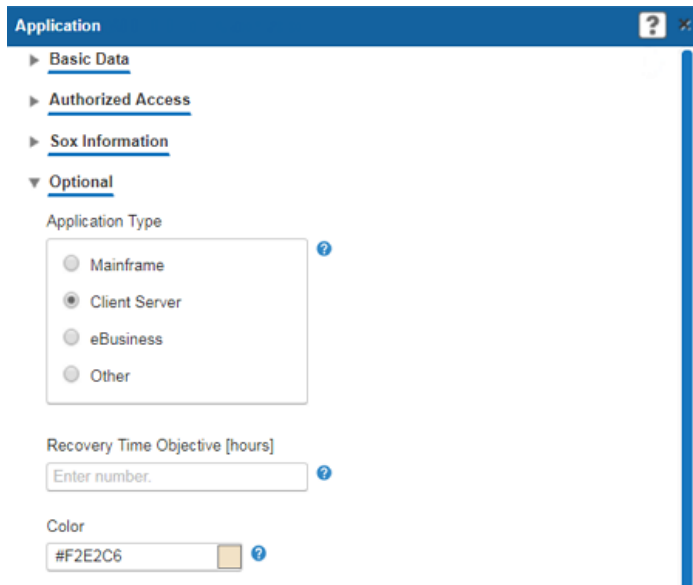 Application ?
Basic Data
Authorized Access
Sox Information
Optional
Application Type
?
Mainframe
Client Server
eBusiness
Other
Recovery Time Objective [hours]
Enter number. ?
Color
#F2E2C6 ?